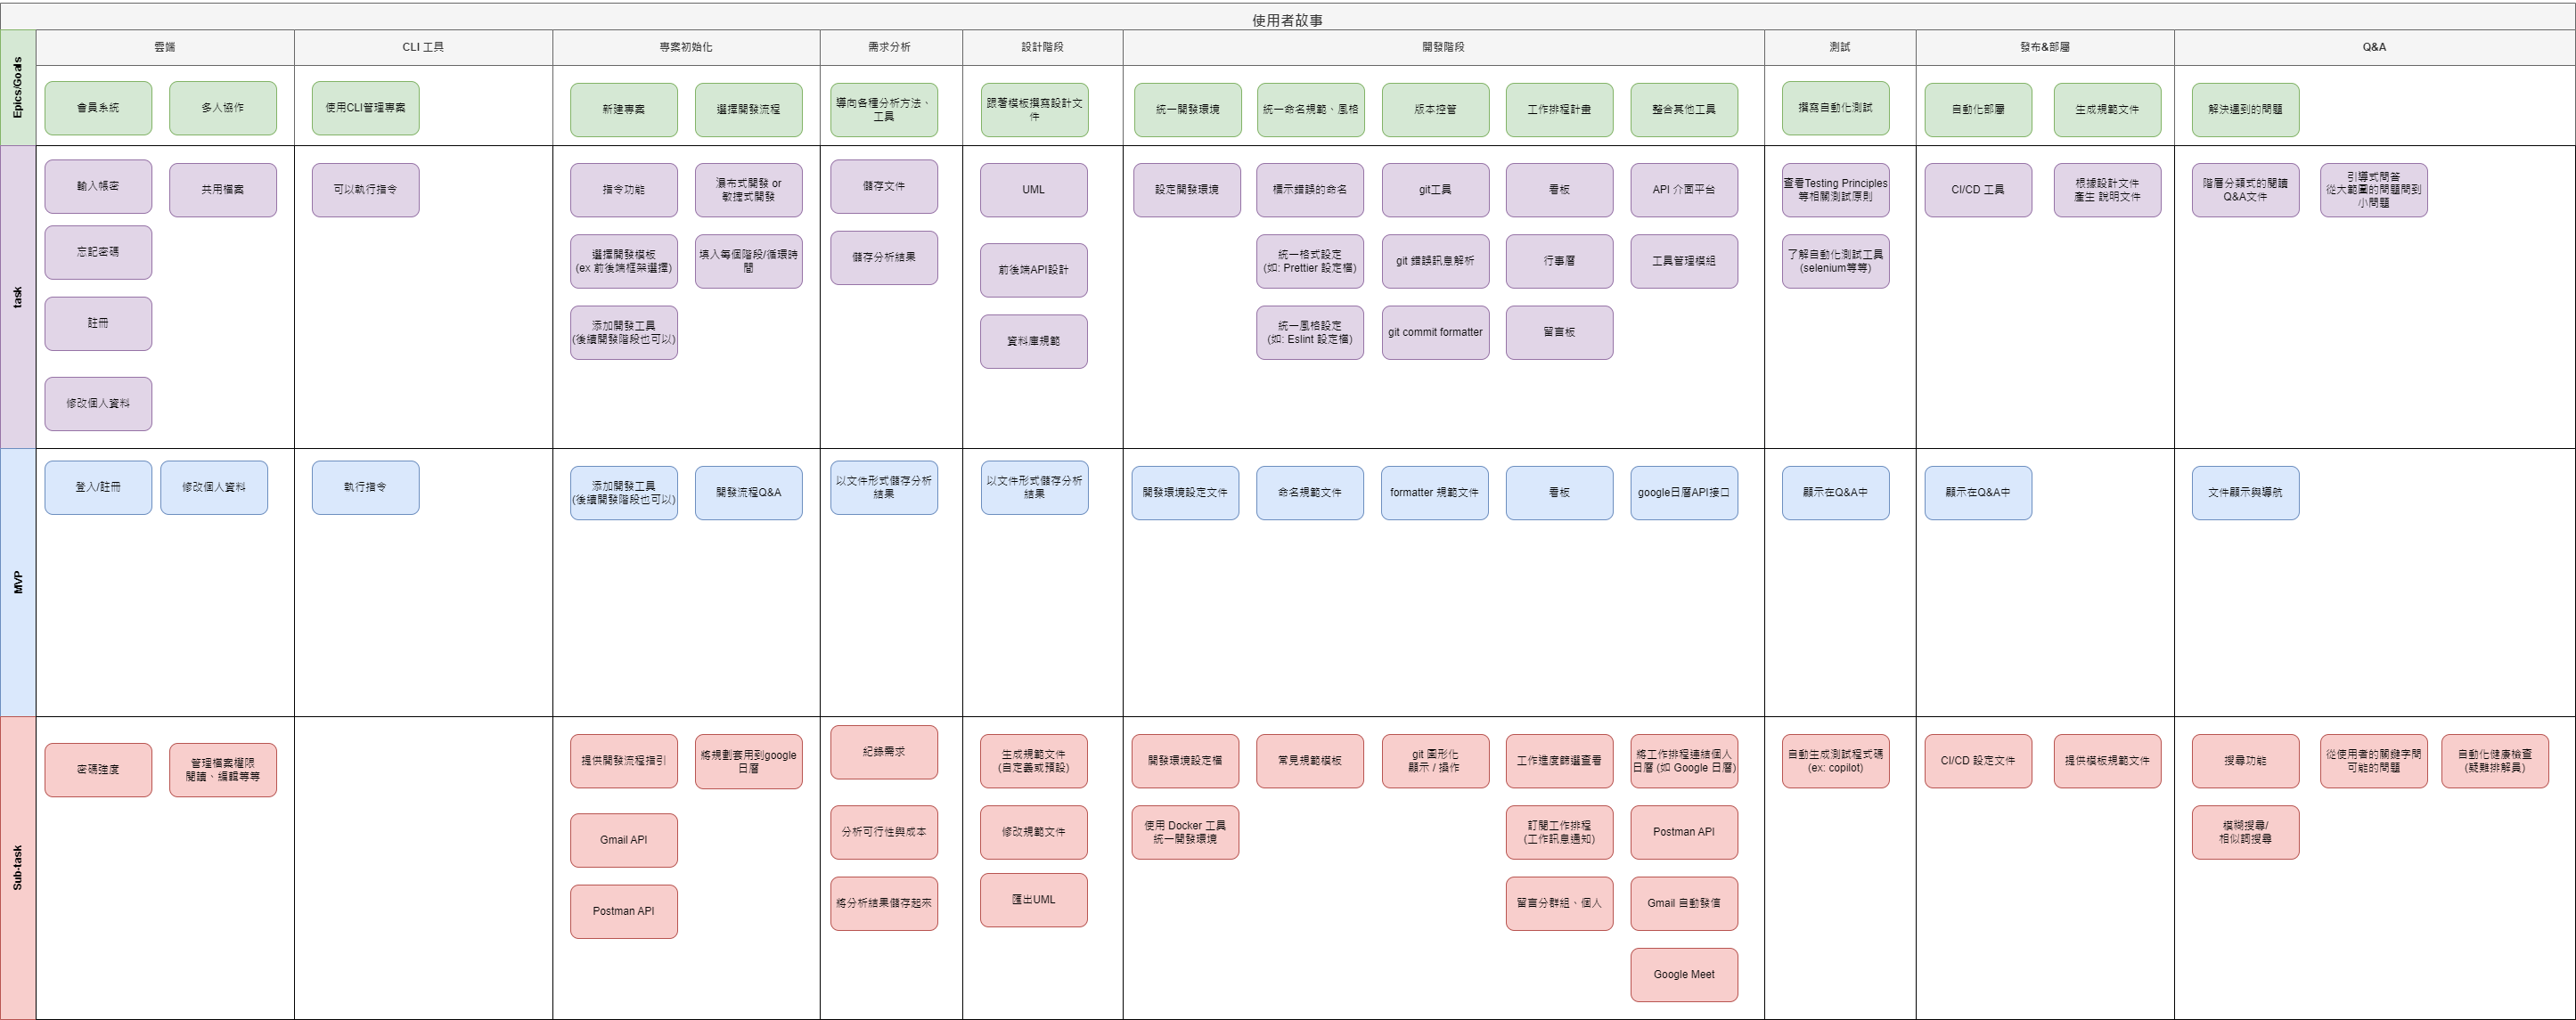 使用者故事
雲端
CLI 工具
專案初始化
需求分析
設計階段
開發階段
測試
發布&部屬
Q&A
Epics/Goals
會員系統
多人協作
使用CLI管理專案
新建專案
選擇開發流程
導向各種分析方法、
工具
跟著模板撰寫設計文
件
統一開發環境
統一命名規範、風格
版本控管
工作排程計畫
整合其他工具
撰寫自動化測試
自動化部屬
生成規範文件
解決遇到的問題
task
輸入帳密
共用檔案
忘記密碼
註冊
修改個人資料
可以執行指令
指令功能
瀑布式開發 or
敏捷式開發
選擇開發模板
(ex 前後端框架選擇)
填入每個階段/循環時
間
添加開發工具
(後續開發階段也可以)
儲存文件
儲存分析結果
UML
前後端API設計
資料庫規範
設定開發環境
標示錯誤的命名
git工具
看板
API 介面平台
統一格式設定
(如: Prettier 設定檔)
git 錯誤訊息解析
行事曆
工具管理模組
統一風格設定
(如: Eslint 設定檔)
git commit formatter
留言板
查看Testing Principles
等相關測試原則
了解自動化測試工具
(selenium等等)
CI/CD 工具
根據設計文件
產生 說明文件
階層分類式的閱讀
Q&A文件
引導式問答
從大範圍的問題問到
小問題
MVP
登入/註冊
修改個人資料
執行指令
添加開發工具
(後續開發階段也可以)
開發流程Q&A
以文件形式儲存分析
結果
以文件形式儲存分析
結果
開發環境設定文件
命名規範文件
formatter 規範文件
看板
google日曆API接口
顯示在Q&A中
顯示在Q&A中
文件顯示與導航
Sub-task
密碼強度
管理檔案權限
閱讀、編輯等等
提供開發流程指引
將規劃套用到google
日曆
Gmail API
Postman API
紀錄需求
分析可行性與成本
將分析結果儲存起來
生成規範文件
(自定義或預設)
修改規範文件
匯出UML
開發環境設定檔
常見規範模板
git 圖形化
顯示 / 操作
工作進度篩選查看
將工作排程連結個人
日曆 (如 Google 日曆)
使用 Docker 工具
統一開發環境
訂閱工作排程
(工作訊息通知)
Postman API
留言分群組、個人
Gmail 自動發信
Google Meet
自動生成測試程式碼
(ex: copilot)
CI/CD 設定文件
提供模板規範文件
搜尋功能
從使用者的關鍵字問
可能的問題
自動化健康檢查
(疑難排解員)
模糊搜尋/
相似詞搜尋